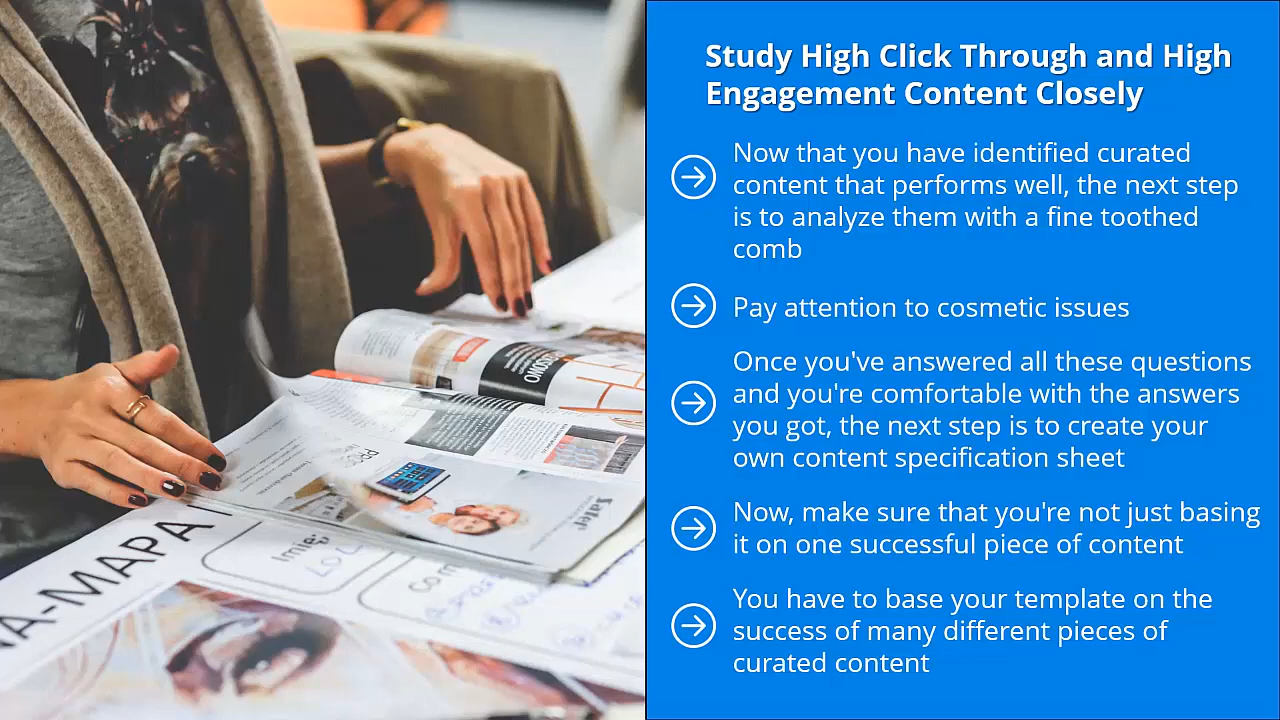 Study High Click Through and High
Engagement Content Closely
Now that you have identified curated
content that performs well, the next step
is to analyze them with a fine toothed
comb
Pay attention to cosmetic issues
Once you've answered all these questions
and you're comfortable with the answers
you got, the next step is to create your
own content specification sheet
Now, make sure that you're not just basing
it on one successful piece of content
You have to base your template on the
success of many different pieces of
curated content
A-MAPA
Imię: